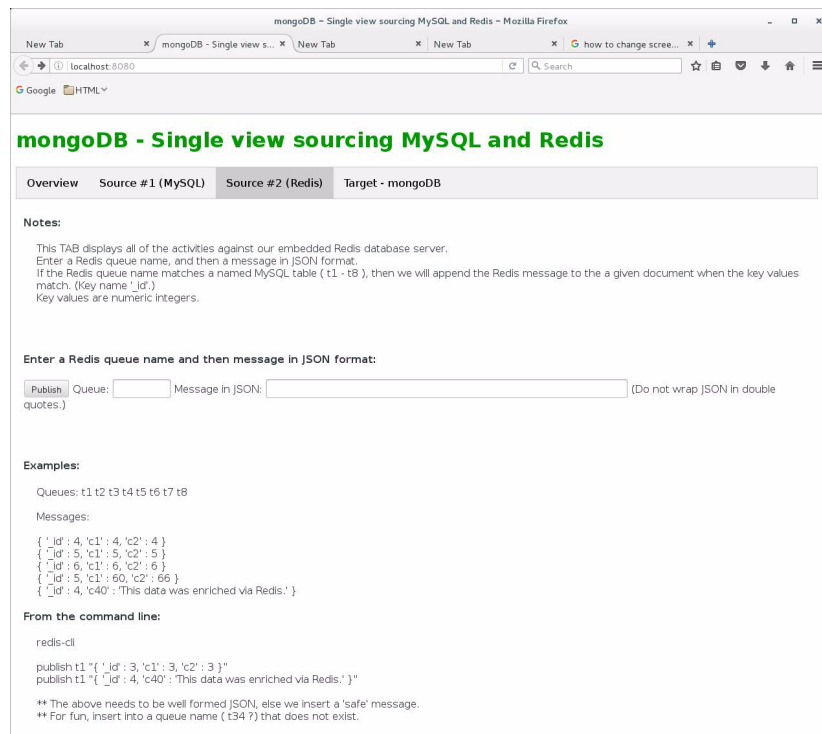 mongoDB - Single view sourcing MySQL and Redis - Mozilla Firefox
New Tab mongoDB - Single view s... New Tab New Tab how to change scree...
localhost:8080 Search
Google HTML
mongoDB - Single view sourcing MySQL and Redis
Overview Source #1 (MySQL) Source #2 (Redis) Target - mongoDB
Notes:
This TAB displays all of the activities against our embedded Redis database server.
Enter a Redis queue name, and then a message in JSON format.
If the Redis queue name matches a named MySQL table ( t1 - t8 ), then we will append the Redis message to the a given document when the key values
match. (Key name '_id'.)
Key values are numeric integers.
Enter a Redis queue name and then message in JSON format:
Publish Queue: Message in JSON: (Do not wrap JSON in double
quotes.)
Examples:
Queues: t1 t2 t3 t4 t5 t6 t7 t8
Messages:
{ '_id' : 4, 'c1' : 4, 'c2' : 4 }
{ '_id' : 5, 'c1' : 5, 'c2' : 5 }
{ '_id' : 6, 'c1' : 6, 'c2' : 6 }
{ '_id' : 5, 'c1' : 60, 'c2' : 66 }
{ '_id' : 4, 'c40' : 'This data was enriched via Redis.' }
From the command line:
redis-cli
publish t1 "{ '_id' : 3, 'c1' : 3, 'c2' : 3 }"
publish t1 "{ '_id' : 4, 'c40' : 'This data was enriched via Redis.' }"
** The above needs to be well formed JSON, else we insert a 'safe' message.
** For fun, insert into a queue name ( t34 ?) that does not exist.